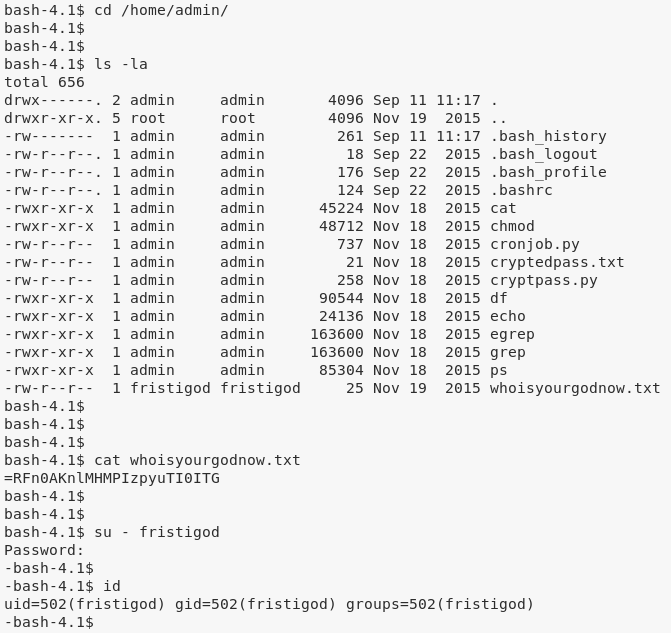 bash-4.1$ cd /home/admin/
bash-4.1$
bash-4.1$
bash-4.1$ ls -la
total 656
drwx------. 2 admin     admin       4096 Sep 11 11:17 .
drwxr-xr-x. 5 root      root        4096 Nov 19  2015 ..
-rw-------  1 admin     admin        261 Sep 11 11:17 .bash_history
-rw-r--r--. 1 admin     admin         18 Sep 22  2015 .bash_logout
-rw-r--r--. 1 admin     admin        176 Sep 22  2015 .bash_profile
-rw-r--r--. 1 admin     admin        124 Sep 22  2015 .bashrc
-rwxr-xr-x  1 admin     admin      45224 Nov 18  2015 cat
-rwxr-xr-x  1 admin     admin      48712 Nov 18  2015 chmod
-rw-r--r--  1 admin     admin        737 Nov 18  2015 cronjob.py
-rw-r--r--  1 admin     admin         21 Nov 18  2015 cryptedpass.txt
-rw-r--r--  1 admin     admin        258 Nov 18  2015 cryptpass.py
-rwxr-xr-x  1 admin     admin      90544 Nov 18  2015 df
-rwxr-xr-x  1 admin     admin      24136 Nov 18  2015 echo
-rwxr-xr-x  1 admin     admin     163600 Nov 18  2015 egrep
-rwxr-xr-x  1 admin     admin     163600 Nov 18  2015 grep
-rwxr-xr-x  1 admin     admin      85304 Nov 18  2015 ps
-rw-r--r--  1 fristigod fristigod     25 Nov 19  2015 whoisyourgodnow.txt
bash-4.1$
bash-4.1$
bash-4.1$
bash-4.1$ cat whoisyourgodnow.txt
=RFn0AKnlMHMPIzpyuTI0ITG
bash-4.1$
bash-4.1$
bash-4.1$ su - fristigod
Password:
-bash-4.1$
-bash-4.1$ id
uid=502(fristigod) gid=502(fristigod) groups=502(fristigod)
-bash-4.1$